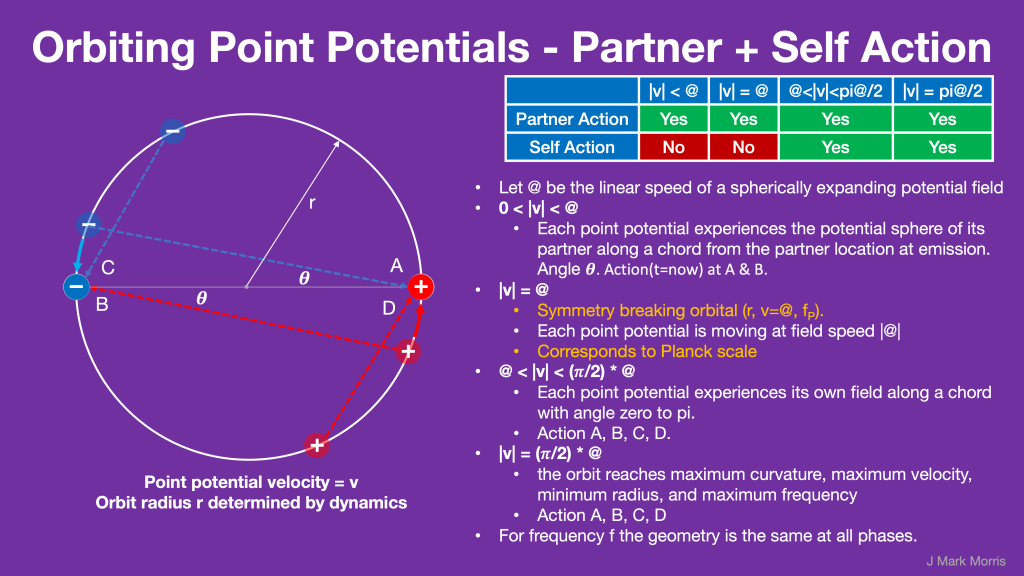 Orbiting Point Potentials - Partner + Self Action
|v| < @ |v| = @ @<|v|<pi@/2 |v| = pi@/2
Partner Action Yes Yes Yes Yes
Self Action No No Yes Yes
−
−
r
C
θ
A
−
+
B
θ
D
+
+
Point potential velocity = v
Orbit radius r determined by dynamics
• Let @ be the linear speed of a spherically expanding potential field
• 0 < |v| < @
• Each point potential experiences the potential sphere of its
partner along a chord from the partner location at emission.
Angle θ. Action(t=now) at A & B.
• |v| = @
• Symmetry breaking orbital (r, v=@, fₚ).
• Each point potential is moving at field speed |@|
• Corresponds to Planck scale
• @ < |v| < (π/2) * @
• Each point potential experiences its own field along a chord
with angle zero to pi.
• Action A, B, C, D.
• |v| = (π/2) * @
• the orbit reaches maximum curvature, maximum velocity,
minimum radius, and maximum frequency
• Action A, B, C, D
• For frequency f the geometry is the same at all phases.
J Mark Morris